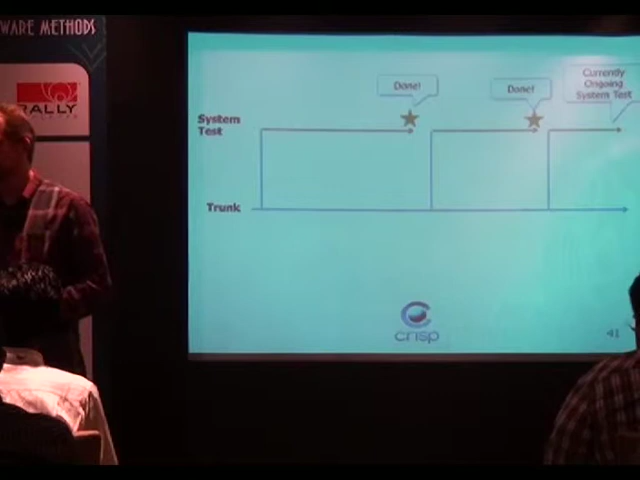 WARE METHODS
RALLY
Done!
Done!
Currently
Ongoing
System Test
System
Test
Trunk
crisp
41